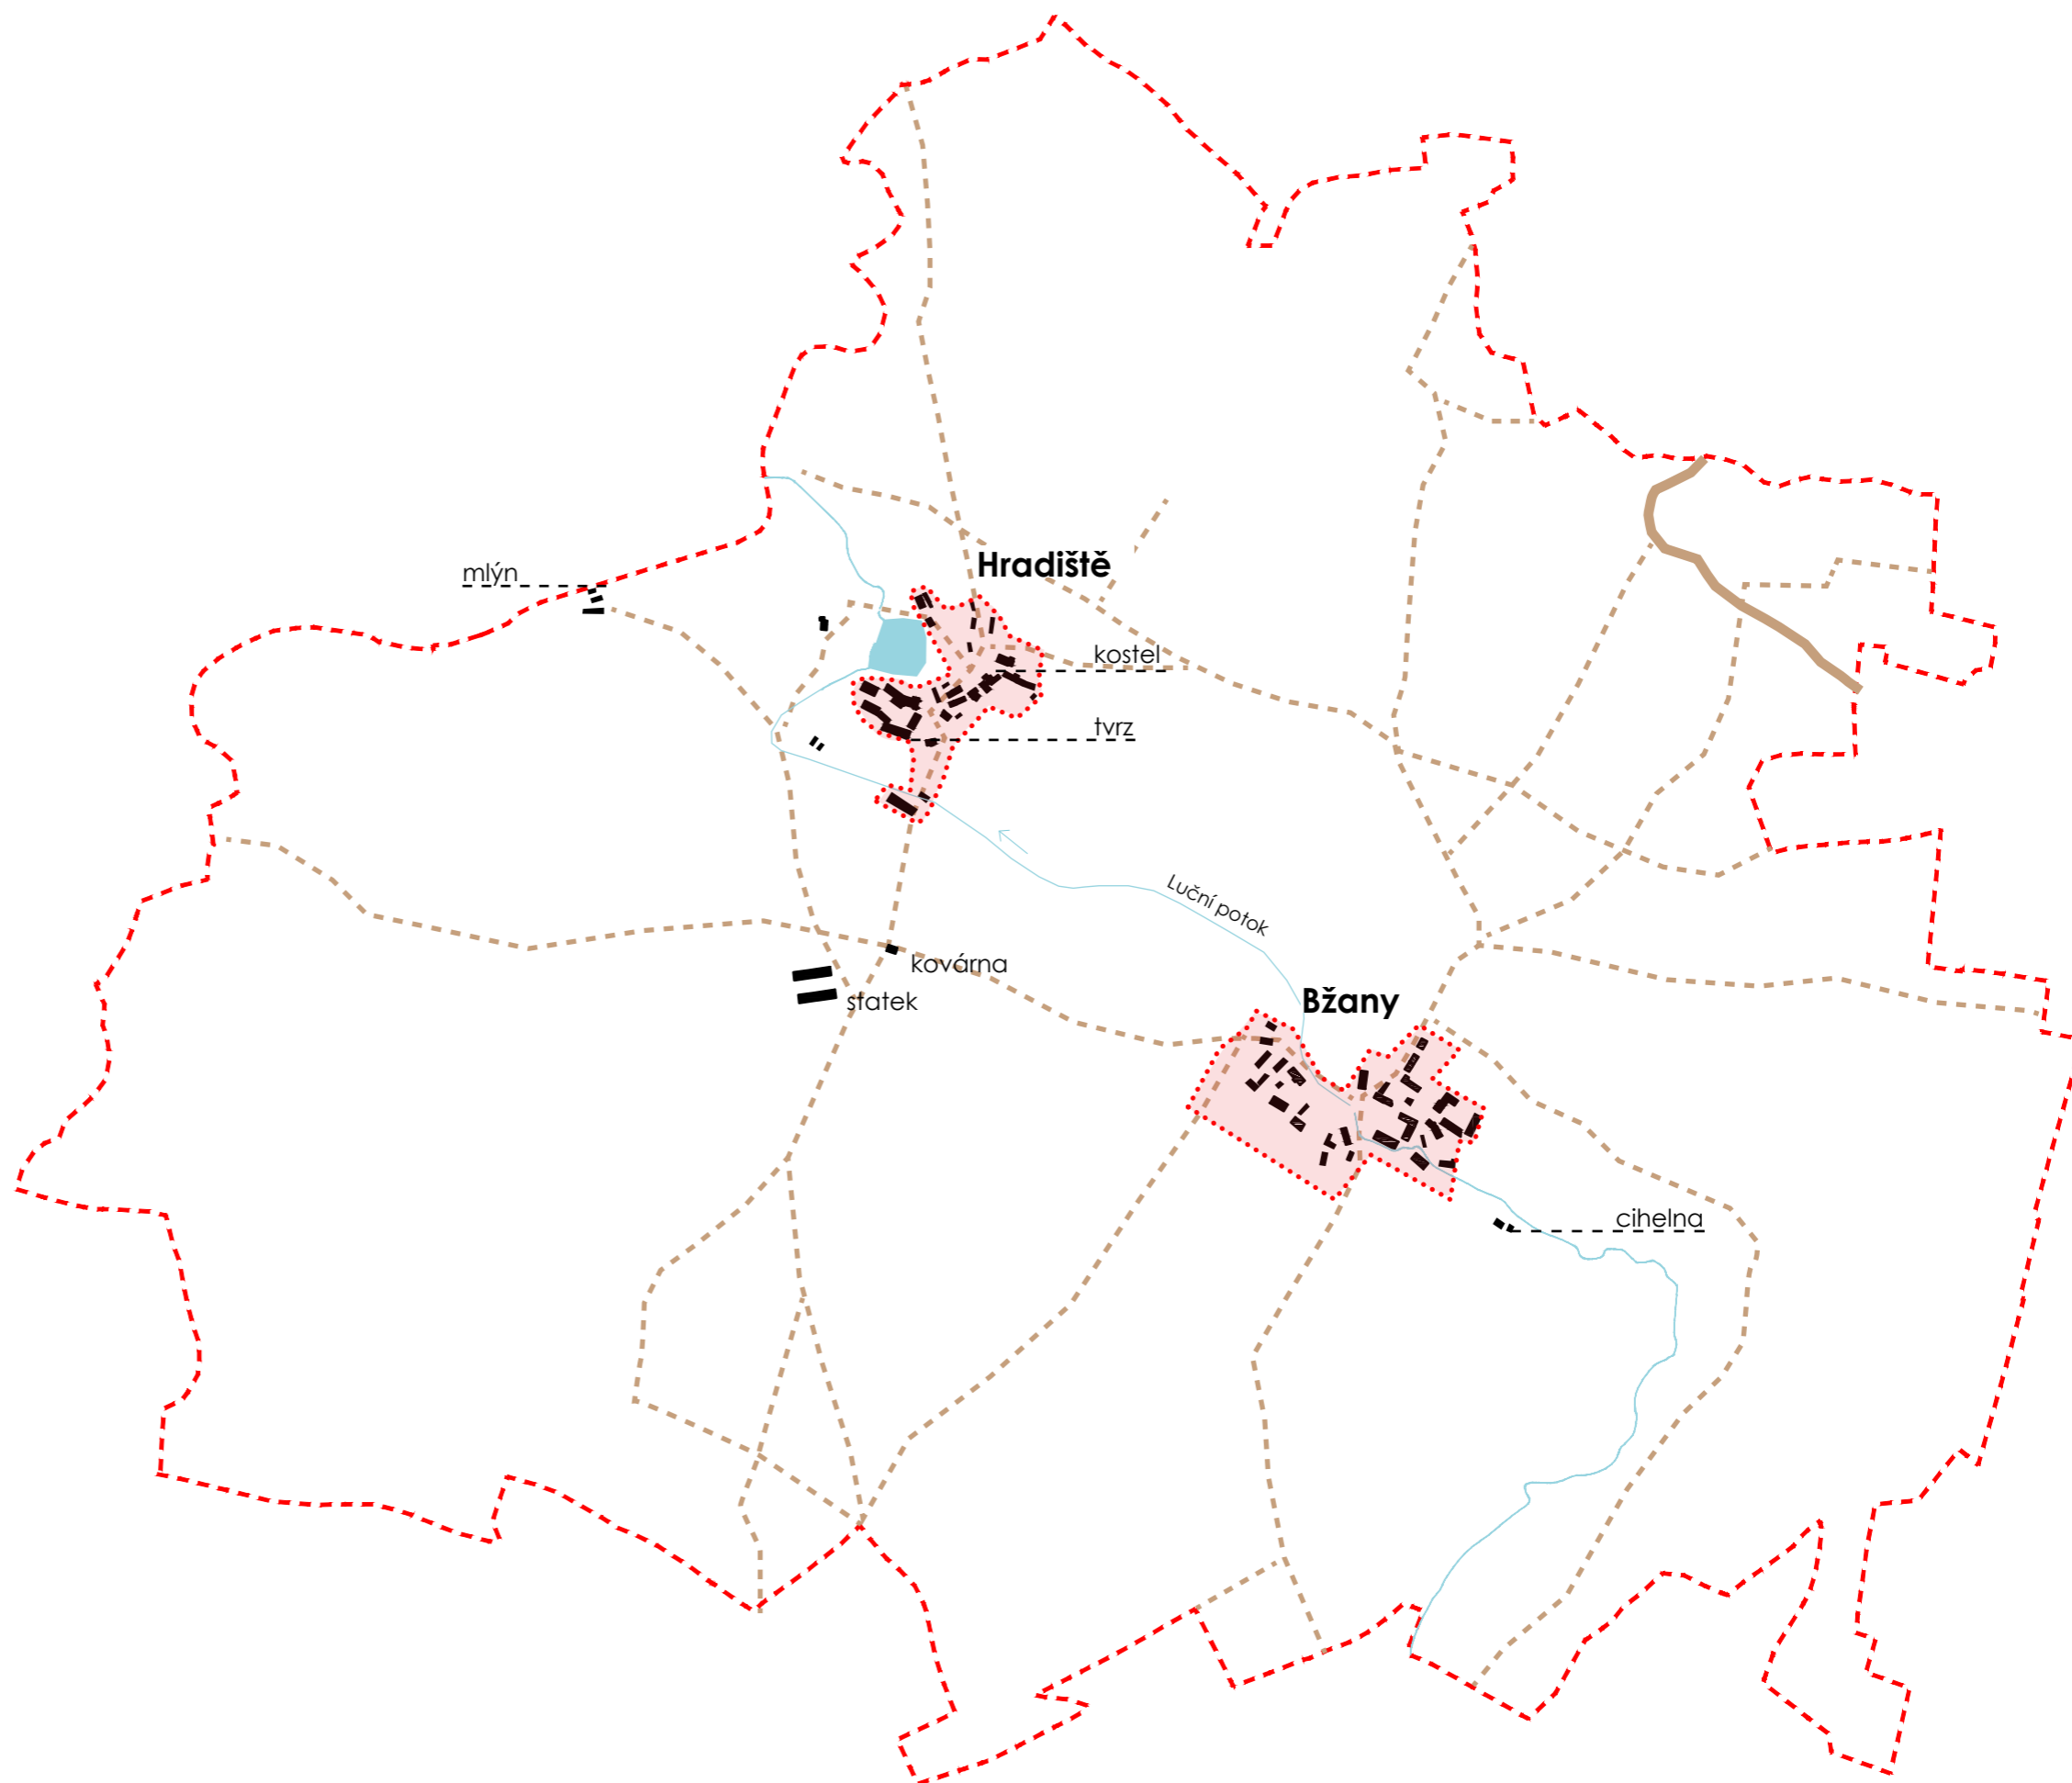 Hradiště
mlýn
kostel
tvrz
Luční potok
kovárna
statek
Bžany
cihelna